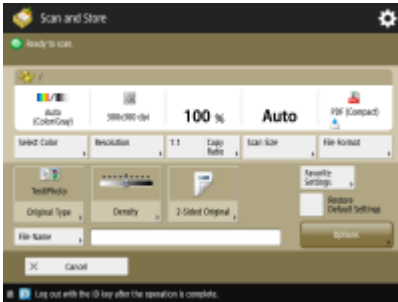 Scan and Store
Ready to scan.
/
Auto
(Color/Gray)
300x300 dpi
100 %
Auto
PDF (Compact)
Select Color
Resolution
1:1
Copy
Ratio
Scan Size
File Format
Text/Photo
Original Type
Density
2-Sided Original
Favorite
Settings
Restore
Default Settings
File Name
Options
Cancel
Log out with the ID key after the operation is complete.